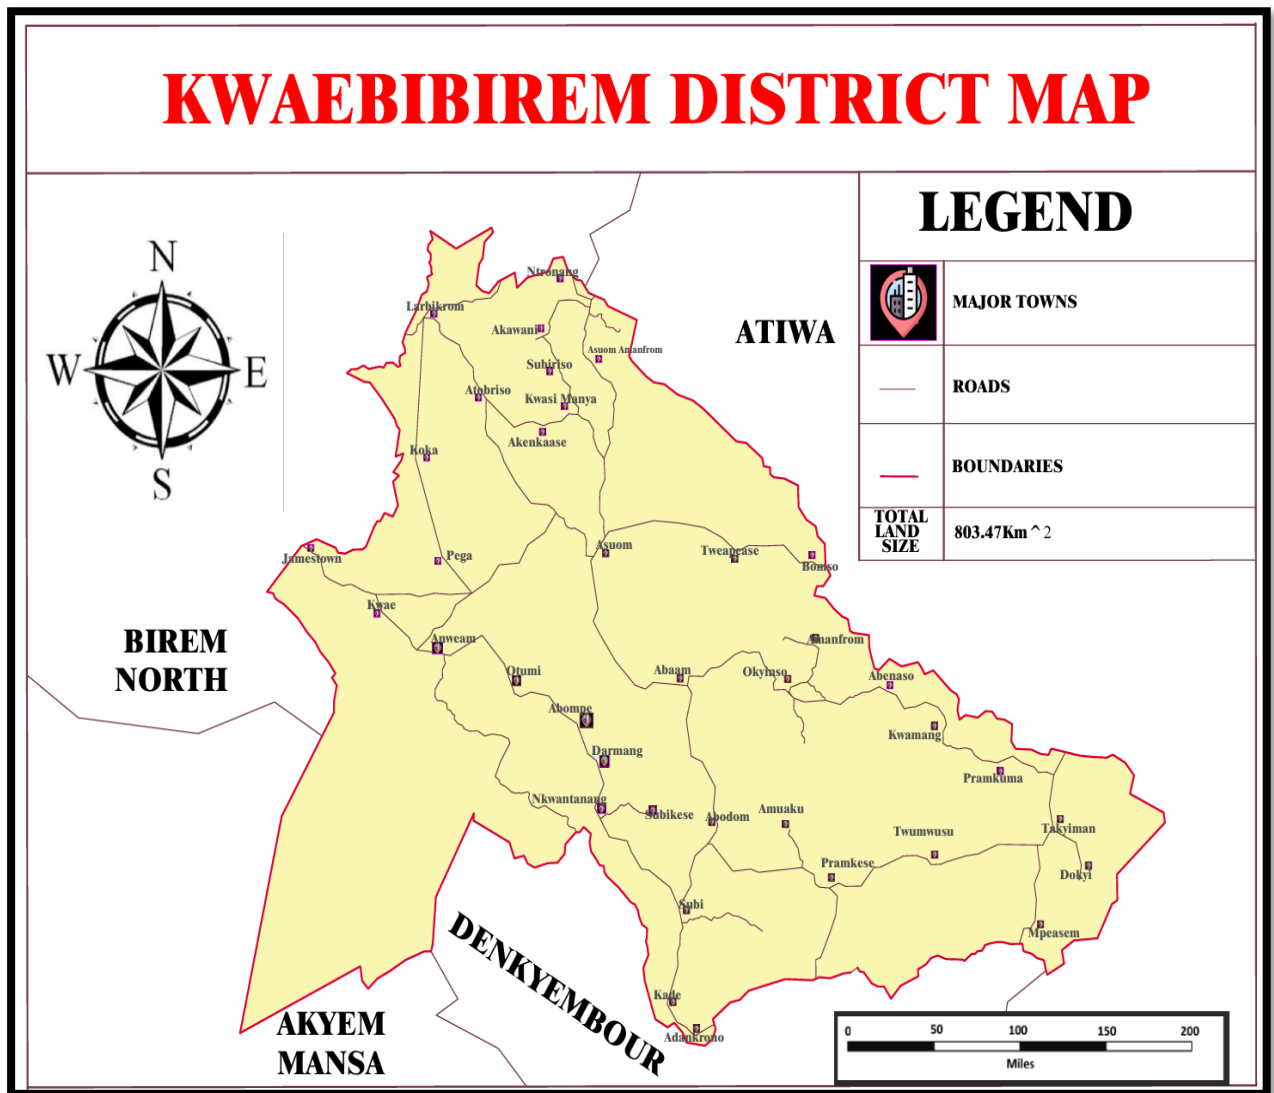 KWAEBIBIREM DISTRICT MAP
LEGEND
MAJOR TOWNS
ROADS
BOUNDARIES
TOTAL
LAND
SIZE
803.47Km^2
N
W
E
S
ATIWA
BIREM
NORTH
AKYEM
MANSA
DENKYEMBOUR
Ntronang
Larbikrom
Akawani
Asuom Amanfrom
Subiriso
Atobriso
Kwasi Manya
Akenkaase
Koka
Asuom
Tweapease
Bomso
Jamestown
Pega
Kwae
Anweam
Amanfrom
Otumi
Abaam
Okyinso
Abenaso
Abompe
Kwamang
Darmang
Pramkuma
Nkwantanang
Subikese
Abodom
Amuaku
Twumwusu
Takyiman
Pramkese
Dokyi
Subi
Mpeasem
Kade
Adankrono
0 50 100 150 200
Miles